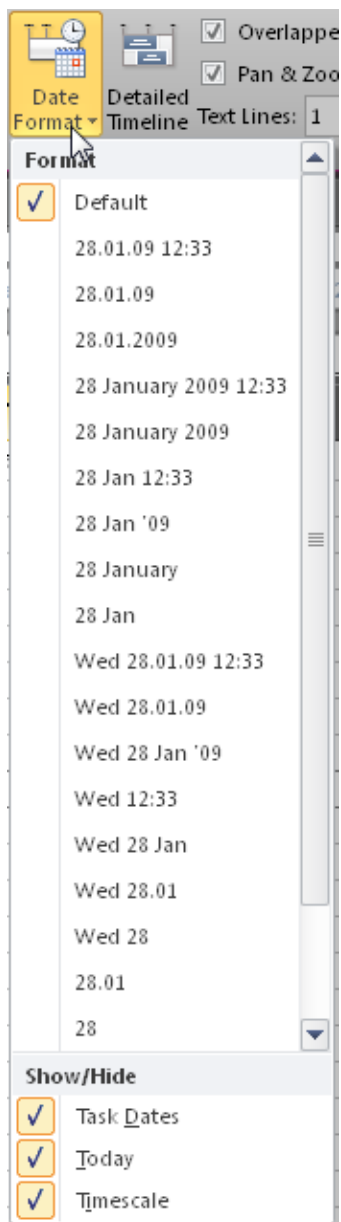 Overlappe
Pan & Zoo
Date Format
Detailed Timeline
Text Lines: 1
Format
Default
28.01.09 12:33
28.01.09
28.01.2009
28 January 2009 12:33
28 January 2009
28 Jan 12:33
28 Jan '09
28 January
28 Jan
Wed 28.01.09 12:33
Wed 28.01.09
Wed 28 Jan '09
Wed 12:33
Wed 28 Jan
Wed 28.01
Wed 28
28.01
28
Show/Hide
Task Dates
Today
Timescale